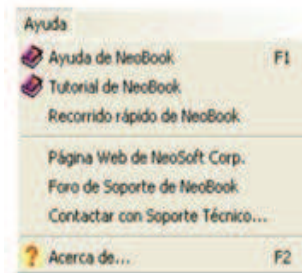 Ayuda
Ayuda de NeoBook F1
Tutorial de NeoBook
Recorrido rápido de NeoBook
Página Web de NeoSoft Corp.
Foro de Soporte de NeoBook
Contactar con Soporte Técnico...
Acerca de... F2